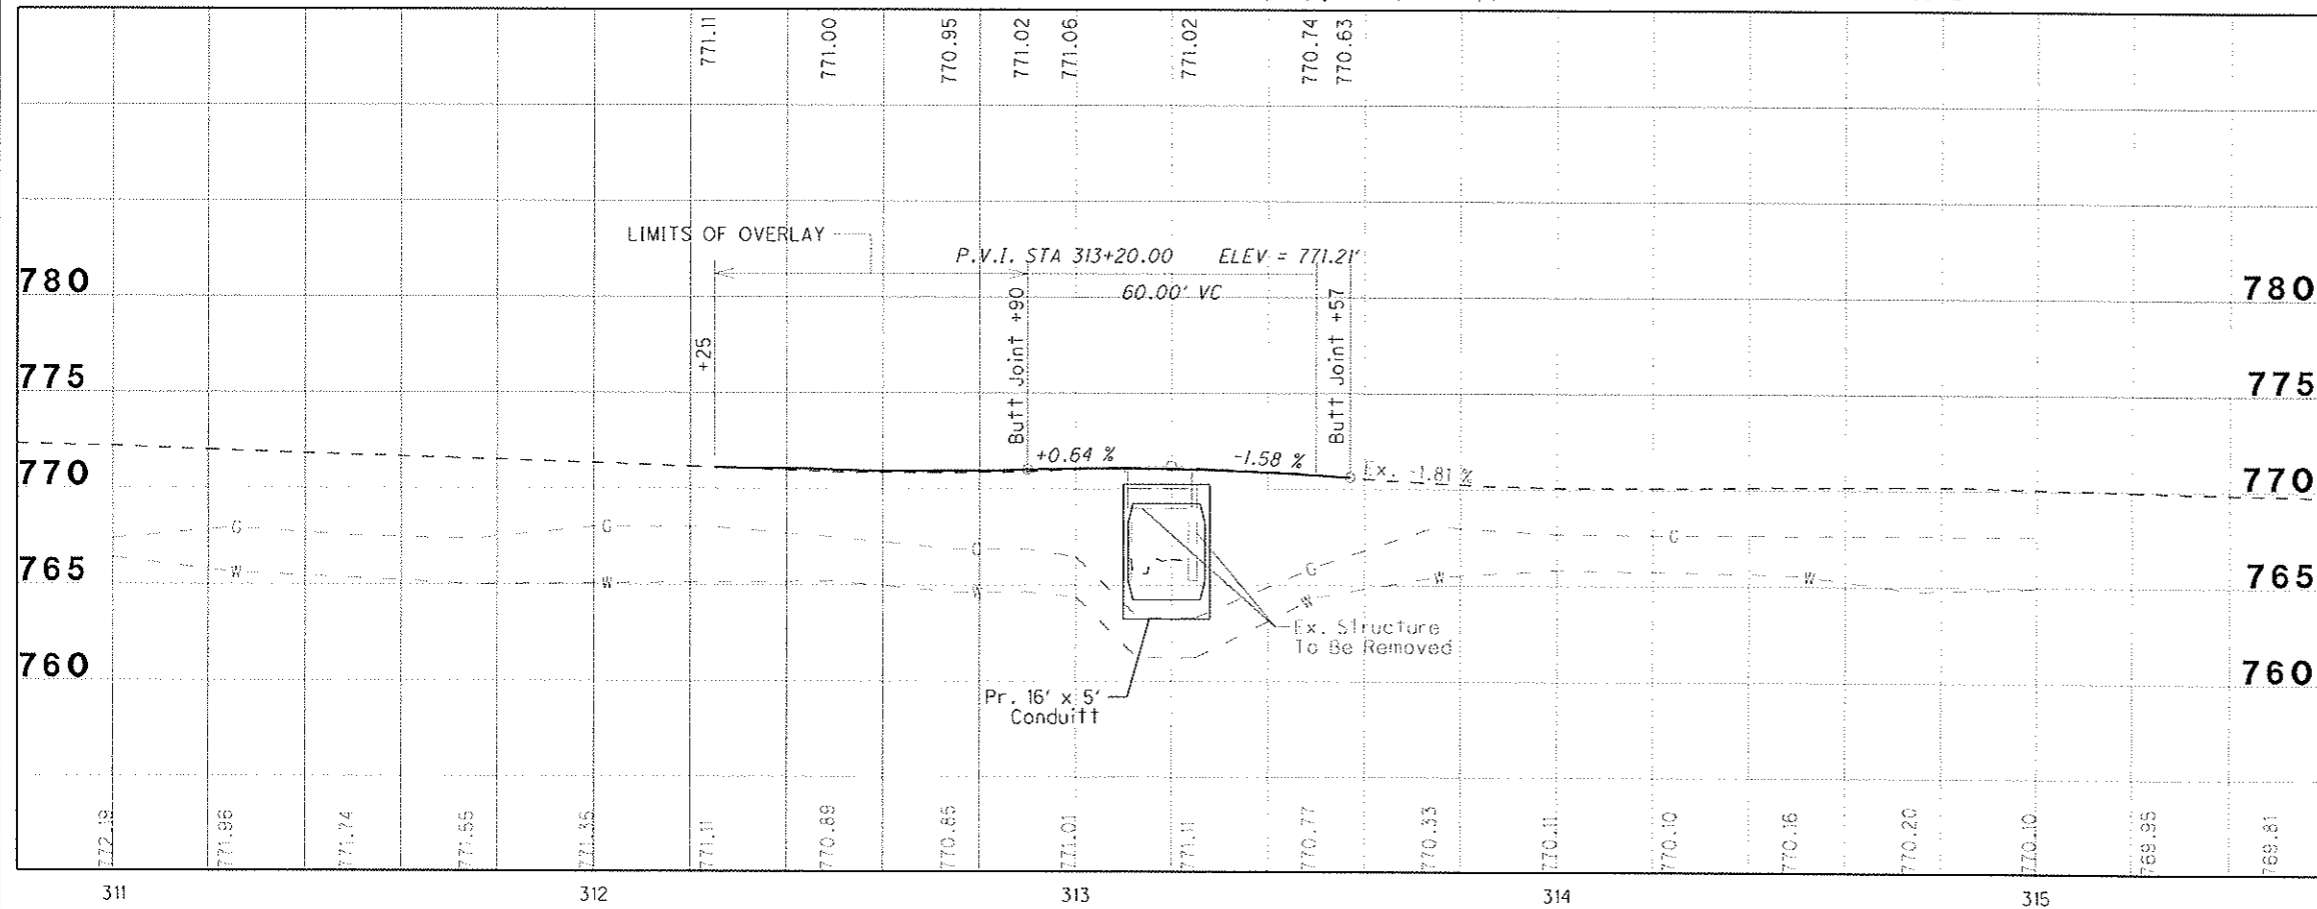 771.11
771.00
770.95
771.02
771.06
771.02
770.74
770.63
LIMITS OF OVERLAY
P.V.I. STA 313+20.00 ELEV = 771.21'
60.00' VC
780
780
+25
Butt Joint +90
Butt Joint +57
775
775
+0.64 %
-1.58 %
Ex. -1.81 %
770
770
G
G
G
G
G
765
765
W
W
W
W
W
W
Ex. Structure
To Be Removed
760
760
Pr. 16' x 5'
Conduitt
772.19
771.96
771.74
771.55
771.35
771.11
770.89
770.85
771.01
771.11
770.77
770.33
770.11
770.10
770.16
770.20
770.10
769.95
769.81
311
312
313
314
315